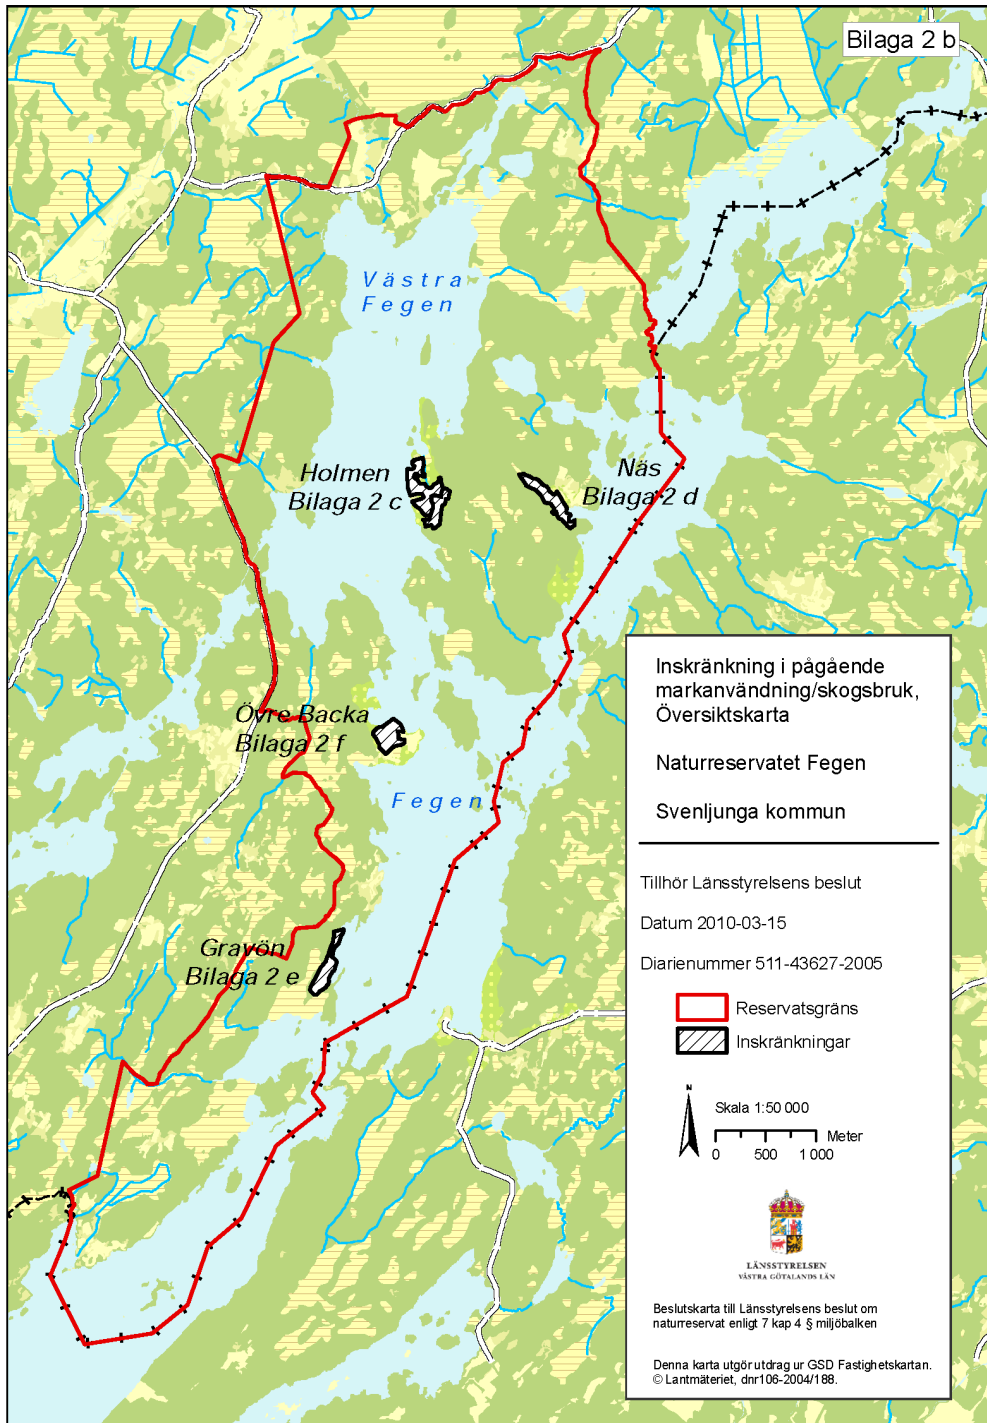 Bilaga 2 b
Västra
Fegen
Holmen
Bilaga 2 c
Näs
Bilaga 2 d
Övre Backa
Bilaga 2 f
Fegen
Gravön
Bilaga 2 e
Inskränkning i pågående
markanvändning/skogsbruk,
Översiktskarta
Naturreservatet Fegen
Svenljunga kommun
Tillhör Länsstyrelsens beslut
Datum 2010-03-15
Diarienummer 511-43627-2005
Reservatsgräns
Inskränkningar
N
Skala 1:50 000
Meter
0 500 1 000
LÄNSSTYRELSEN
VÄSTRA GÖTALANDS LÄN
Beslutskarta till Länsstyrelsens beslut om
naturreservat enligt 7 kap 4 § miljöbalken
Denna karta utgör utdrag ur GSD Fastighetskartan.
© Lantmäteriet, dnr106-2004/188.